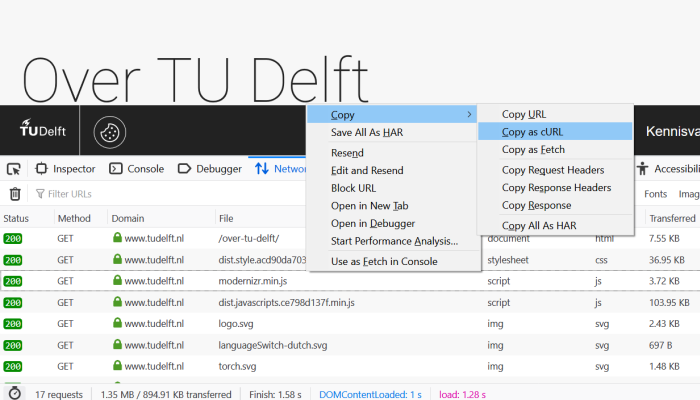 Over TU Delft
TUDelft
Kennisva
Copy
Save All As HAR
Resend
Edit and Resend
Block URL
Open in New Tab
Open in Debugger
Start Performance Analysis...
Use as Fetch in Console
Copy URL
Copy as cURL
Copy as Fetch
Copy Request Headers
Copy Response Headers
Copy Response
Copy All As HAR
Inspector Console Debugger Netwo Accessibili
Filter URLs Fonts Imag
Status Method Domain File Transferred
200 GET www.tudelft.nl /over-tu-delft/ document html 7.55 KB
200 GET www.tudelft.nl dist.style.acd90da703 stylesheet css 36.95 KB
200 GET www.tudelft.nl modernizr.min.js script js 3.72 KB
200 GET www.tudelft.nl dist.javascripts.ce798d137f.min.js script js 103.95 KB
200 GET www.tudelft.nl logo.svg img svg 2.43 KB
200 GET www.tudelft.nl languageSwitch-dutch.svg img svg 697 B
200 GET www.tudelft.nl torch.svg img svg 1.48 KB
17 requests 1.35 MB / 894.91 KB transferred Finish: 1.58 s DOMContentLoaded: 1 s load: 1.28 s